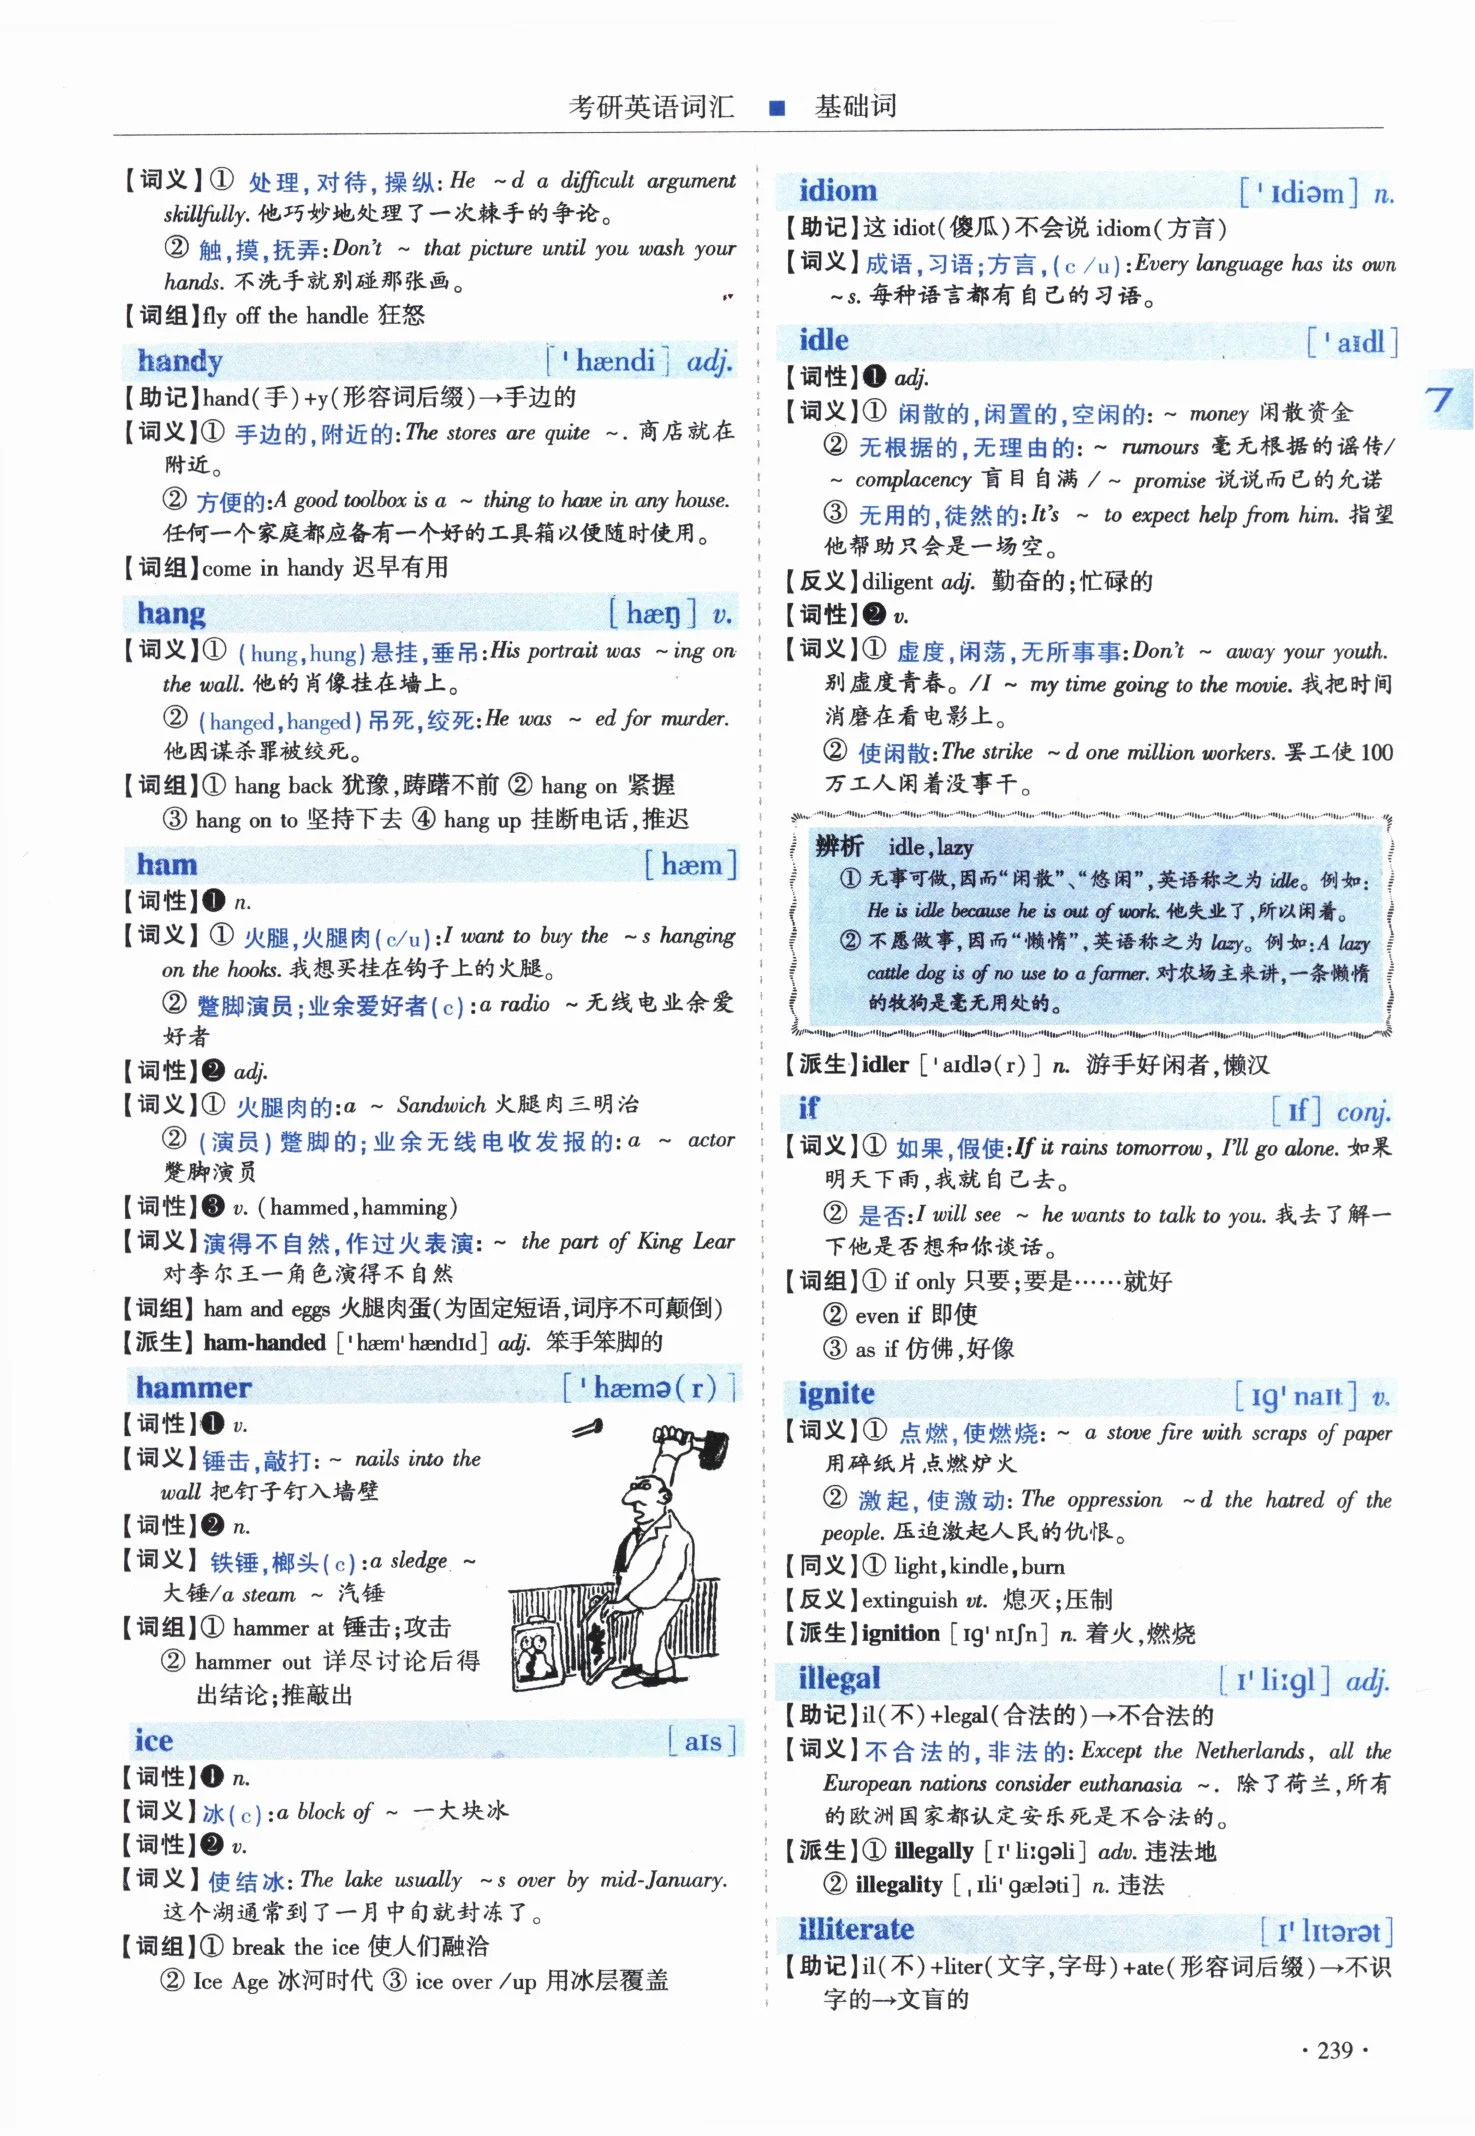 考研英语词汇 ■ 基础词
【词义】① 处理,对待,操纵:He ~d a difficult argument
skillfully. 他巧妙地处理了一次棘手的争论。
② 触,摸,抚弄:Don't ~ that picture until you wash your
hands. 不洗手就别碰那张画。
【词组】fly off the handle 狂怒
handy [ˈhændi] adj.
【助记】hand(手)+y(形容词后缀)→手边的
【词义】① 手边的,附近的:The stores are quite ~. 商店就在
附近。
② 方便的:A good toolbox is a ~ thing to have in any house.
任何一个家庭都应备有一个好的工具箱以便随时使用。
【词组】come in handy 迟早有用
hang [hæŋ] v.
【词义】① (hung,hung)悬挂,垂吊:His portrait was ~ing on
the wall. 他的肖像挂在墙上。
② (hanged,hanged)吊死,绞死:He was ~ed for murder.
他因谋杀罪被绞死。
【词组】① hang back 犹豫,踌躇不前 ② hang on 紧握
③ hang on to 坚持下去 ④ hang up 挂断电话,推迟
ham [hæm]
【词性】❶ n.
【词义】① 火腿,火腿肉(c/u):I want to buy the ~s hanging
on the hooks. 我想买挂在钩子上的火腿。
② 蹩脚演员;业余爱好者(c):a radio ~无线电业余爱
好者
【词性】❷ adj.
【词义】① 火腿肉的:a ~ Sandwich 火腿肉三明治
② (演员)蹩脚的;业余无线电收发报的:a ~ actor
蹩脚演员
【词性】❸ v. (hammed,hamming)
【词义】演得不自然,作过火表演: ~ the part of King Lear
对李尔王一角色演得不自然
【词组】ham and eggs 火腿肉蛋(为固定短语,词序不可颠倒)
【派生】ham-handed [ˈhæmˈhændɪd] adj. 笨手笨脚的
hammer [ˈhæmə(r)]
【词性】❶ v.
【词义】锤击,敲打: ~ nails into the
wall 把钉子钉入墙壁
【词性】❷ n.
【词义】铁锤,榔头(c):a sledge ~
大锤/a steam ~ 汽锤
【词组】① hammer at 锤击;攻击
② hammer out 详尽讨论后得
出结论;推敲出
ice [aɪs]
【词性】❶ n.
【词义】冰(c):a block of ~ 一大块冰
【词性】❷ v.
【词义】使结冰: The lake usually ~s over by mid-January.
这个湖通常到了一月中旬就封冻了。
【词组】① break the ice 使人们融洽
② Ice Age 冰河时代 ③ ice over/up 用冰层覆盖
idiom [ˈɪdiəm] n.
【助记】这 idiot(傻瓜)不会说 idiom(方言)
【词义】成语,习语;方言,(c/u):Every language has its own
~s. 每种语言都有自己的习语。
idle [ˈaɪdl]
【词性】❶ adj.
【词义】① 闲散的,闲置的,空闲的: ~ money 闲散资金
② 无根据的,无理由的: ~ rumours 毫无根据的谣传/
~ complacency 盲目自满 / ~ promise 说说而已的允诺
③ 无用的,徒然的:It's ~ to expect help from him. 指望
他帮助只会是一场空。
【反义】diligent adj. 勤奋的;忙碌的
【词性】❷ v.
【词义】① 虚度,闲荡,无所事事:Don't ~ away your youth.
别虚度青春。/I ~ my time going to the movie. 我把时间
消磨在看电影上。
② 使闲散:The strike ~d one million workers. 罢工使100
万工人闲着没事干。
辨析 idle,lazy
① 无事可做,因而“闲散”、“悠闲”,英语称之为 idle。例如:
He is idle because he is out of work. 他失业了,所以闲着。
② 不愿做事,因而“懒惰”,英语称之为 lazy。例如:A lazy
cattle dog is of no use to a farmer. 对农场主来讲,一条懒惰
的牧狗是毫无用处的。
【派生】idler [ˈaɪdlə(r)] n. 游手好闲者,懒汉
if [ɪf] conj.
【词义】① 如果,假使:If it rains tomorrow, I'll go alone. 如果
明天下雨,我就自己去。
② 是否:I will see ~ he wants to talk to you. 我去了解一
下他是否想和你谈话。
【词组】① if only 只要;要是……就好
② even if 即使
③ as if 仿佛,好像
ignite [ɪgˈnaɪt] v.
【词义】① 点燃,使燃烧: ~ a stove fire with scraps of paper
用碎纸片点燃炉火
② 激起,使激动: The oppression ~d the hatred of the
people. 压迫激起人民的仇恨。
【同义】① light,kindle,burn
【反义】extinguish vt. 熄灭;压制
【派生】ignition [ɪgˈnɪʃn] n. 着火,燃烧
illegal [ɪˈliːgl] adj.
【助记】il(不)+legal(合法的)→不合法的
【词义】不合法的,非法的: Except the Netherlands, all the
European nations consider euthanasia ~. 除了荷兰,所有
的欧洲国家都认定安乐死是不合法的。
【派生】① illegally [ɪˈliːgəli] adv. 违法地
② illegality [ˌɪliˈgæləti] n. 违法
illiterate [ɪˈlɪtərət]
【助记】il(不)+liter(文字,字母)+ate(形容词后缀)→不识
字的→文盲的
7
·239·